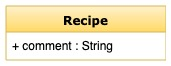 Recipe
+ comment : String